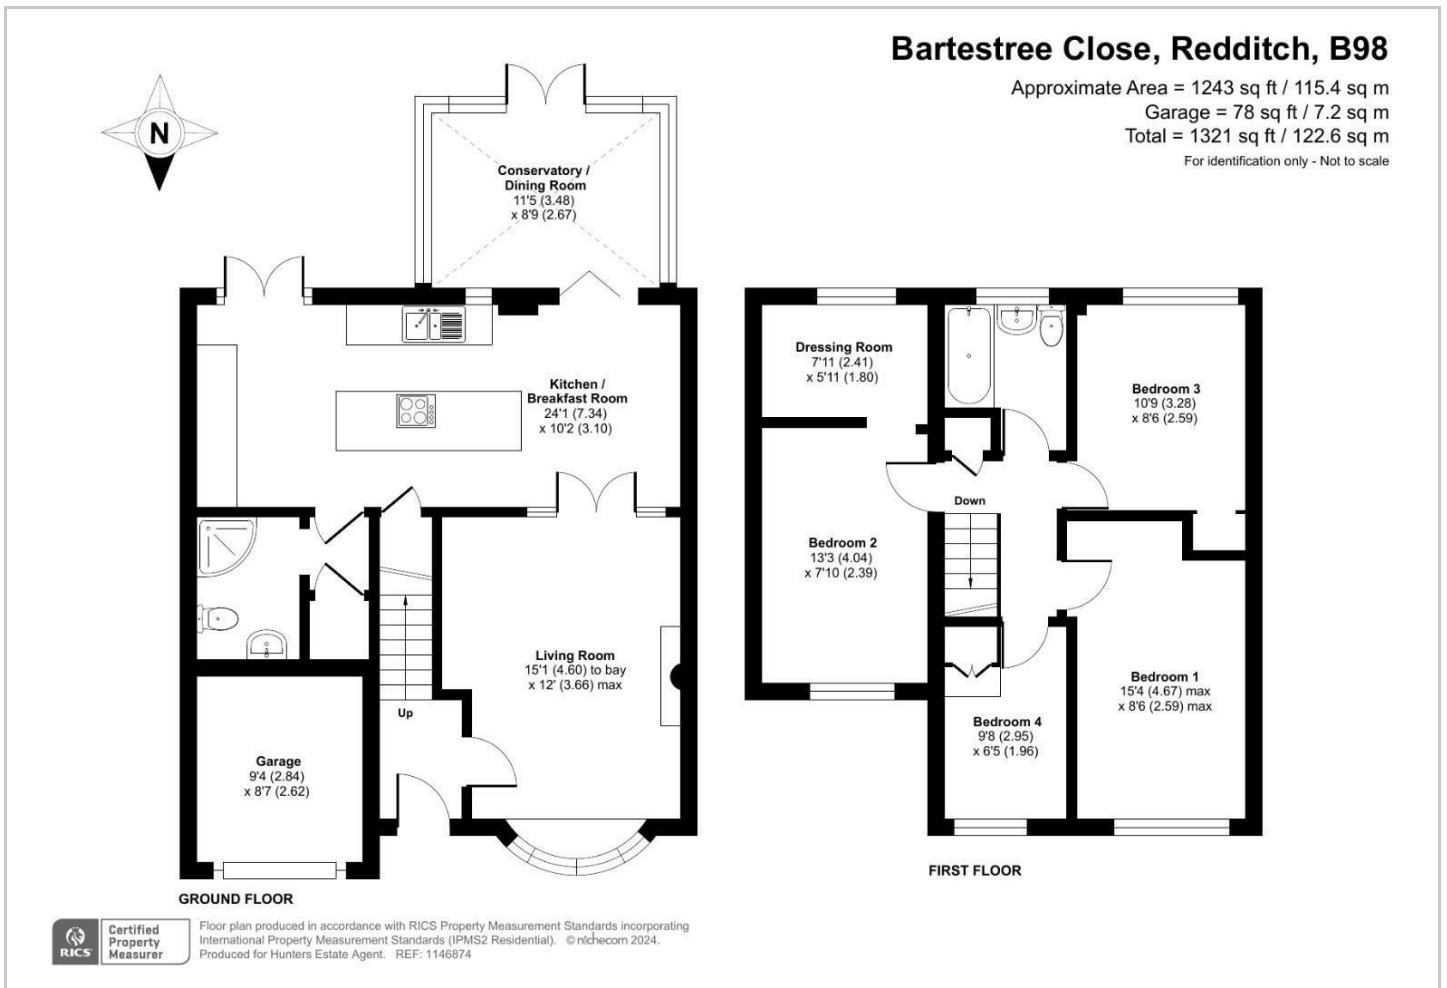 Bartestree Close, Redditch, B98
Approximate Area = 1243 sq ft / 115.4 sq m
Garage = 78 sq ft / 7.2 sq m
Total = 1321 sq ft / 122.6 sq m
For identification only - Not to scale
N
Conservatory /
Dining Room
11'5 (3.48)
x 8'9 (2.67)
Kitchen /
Breakfast Room
24'1 (7.34)
x 10'2 (3.10)
Living Room
15'1 (4.60) to bay
x 12' (3.66) max
Up
Garage
9'4 (2.84)
x 8'7 (2.62)
GROUND FLOOR
Dressing Room
7'11 (2.41)
x 5'11 (1.80)
Bedroom 3
10'9 (3.28)
x 8'6 (2.59)
Down
Bedroom 2
13'3 (4.04)
x 7'10 (2.39)
Bedroom 1
15'4 (4.67) max
x 8'6 (2.59) max
Bedroom 4
9'8 (2.95)
x 6'5 (1.96)
FIRST FLOOR
RICS
Certified
Property
Measurer
Floor plan produced in accordance with RICS Property Measurement Standards incorporating
International Property Measurement Standards (IPMS2 Residential). © nichecom 2024.
Produced for Hunters Estate Agent. REF: 1146874